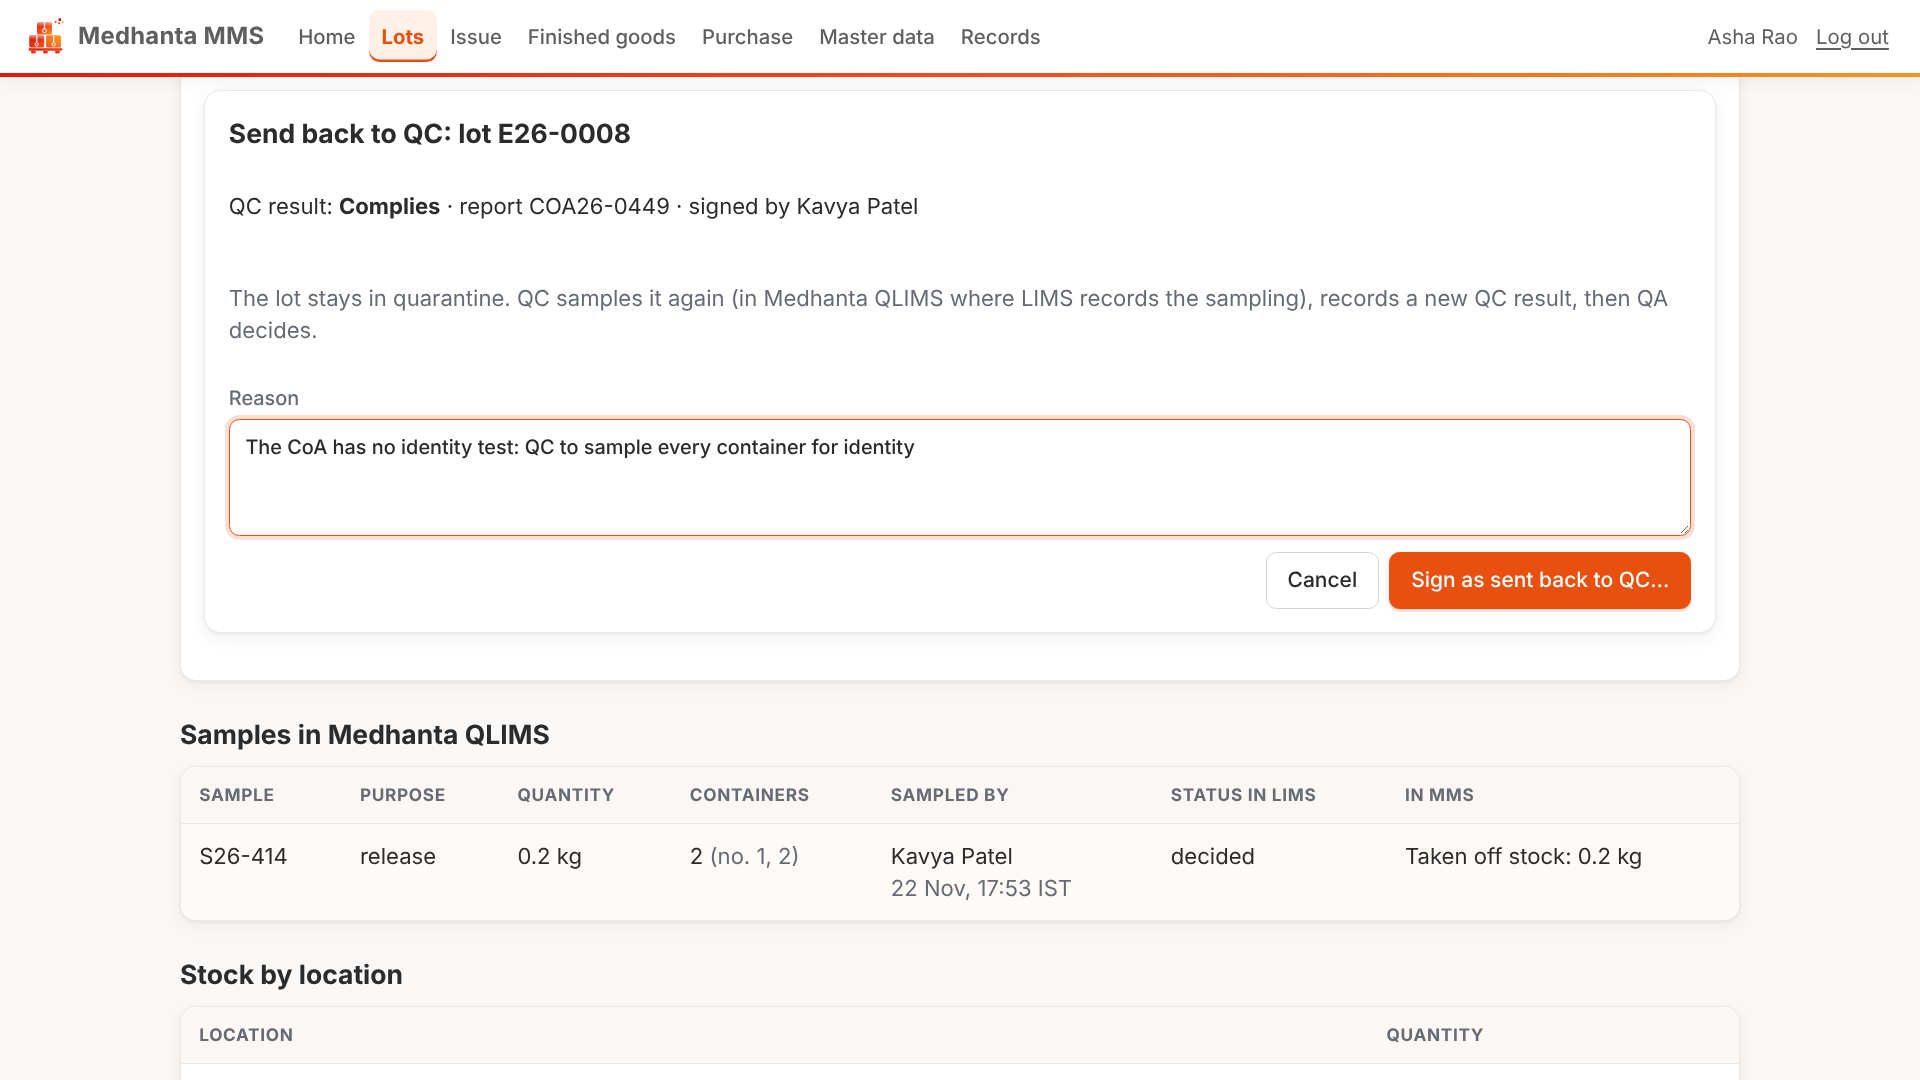 Medhanta MMS Home Lots Issue Finished goods Purchase Master data Records Asha Rao Log out
Send back to QC: lot E26-0008
QC result: Complies · report COA26-0449 · signed by Kavya Patel
The lot stays in quarantine. QC samples it again (in Medhanta QLIMS where LIMS records the sampling), records a new QC result, then QA
decides.
Reason
The CoA has no identity test: QC to sample every container for identity
Cancel Sign as sent back to QC...
Samples in Medhanta QLIMS
SAMPLE PURPOSE QUANTITY CONTAINERS SAMPLED BY STATUS IN LIMS IN MMS
S26-414 release 0.2 kg 2 (no. 1, 2) Kavya Patel decided Taken off stock: 0.2 kg
22 Nov, 17:53 IST
Stock by location
LOCATION QUANTITY